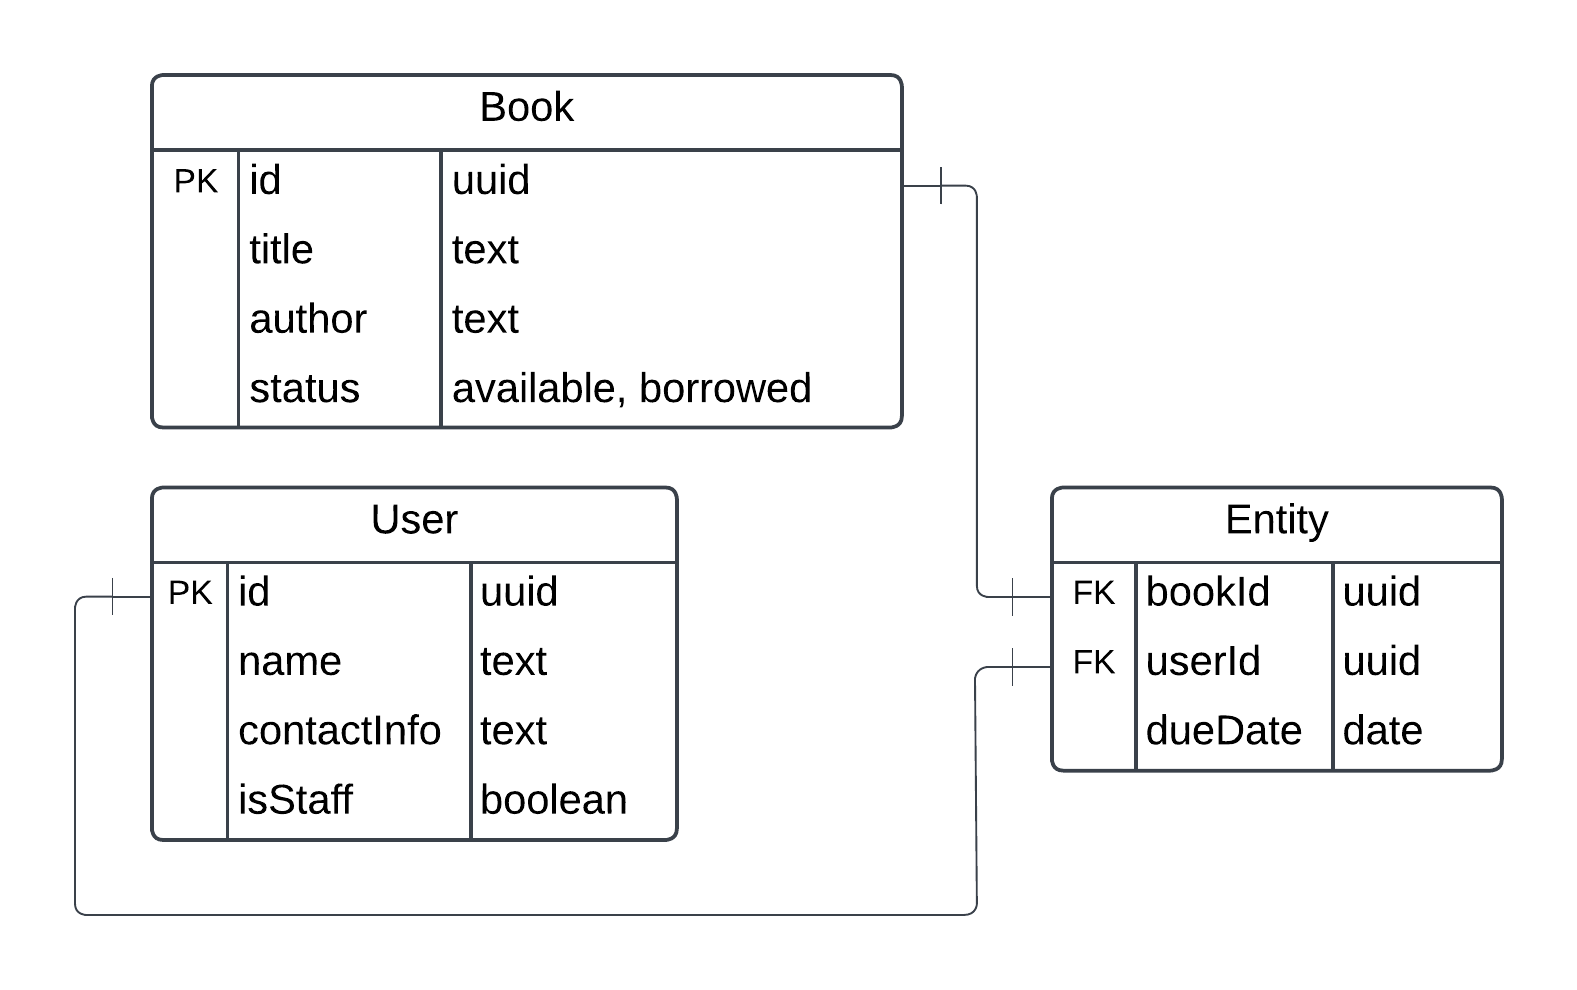 Book
PK id uuid
title text
author text
status available, borrowed
User
PK id uuid
name text
contactInfo text
isStaff boolean
Entity
FK bookId uuid
FK userId uuid
dueDate date